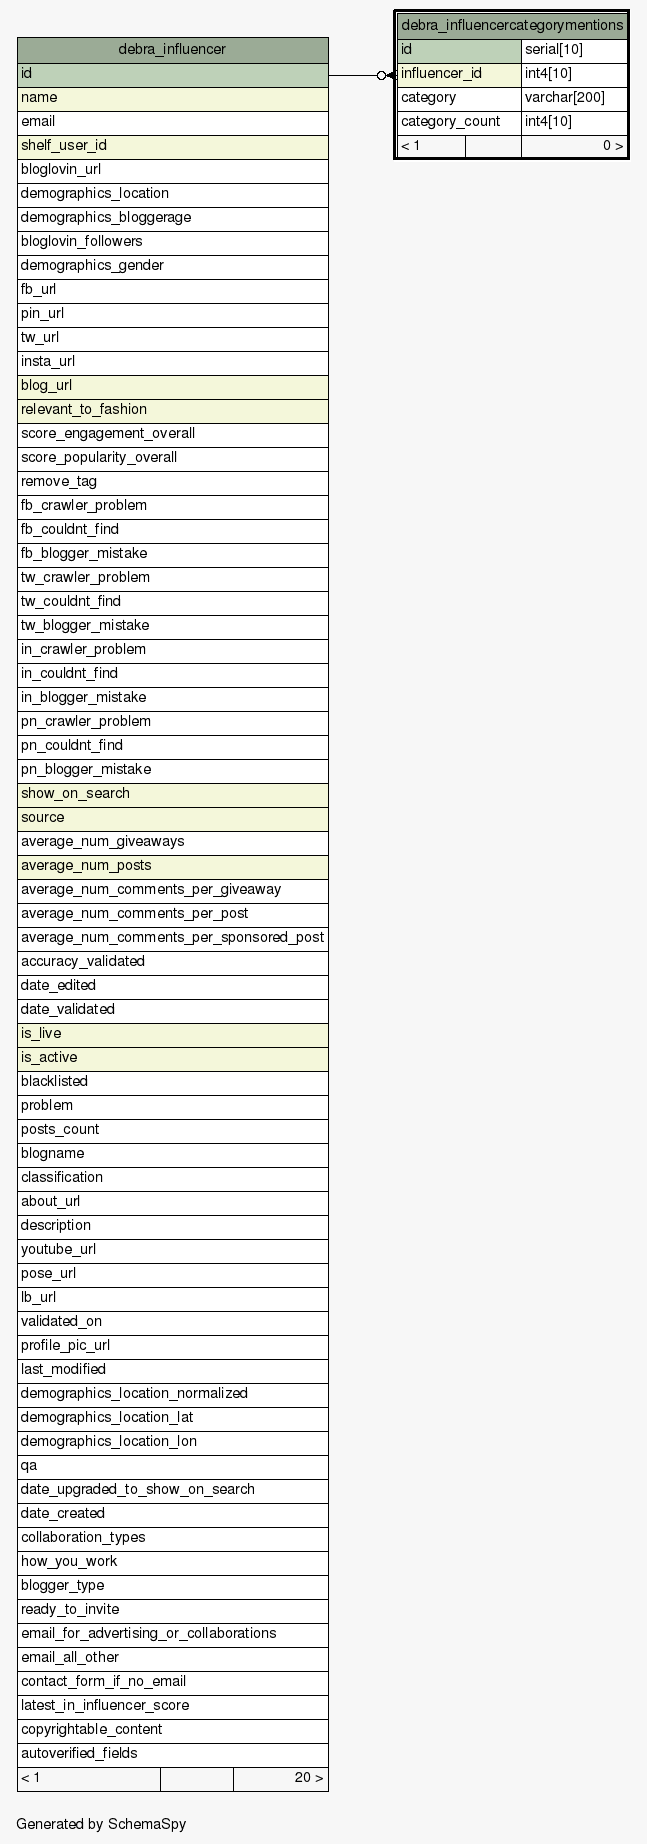 debra_influencercategorymentions
id serial[10]
influencer_id int4[10]
category varchar[200]
category_count int4[10]
< 1 0 >
debra_influencer
id
name
email
shelf_user_id
bloglovin_url
demographics_location
demographics_bloggerage
bloglovin_followers
demographics_gender
fb_url
pin_url
tw_url
insta_url
blog_url
relevant_to_fashion
score_engagement_overall
score_popularity_overall
remove_tag
fb_crawler_problem
fb_couldnt_find
fb_blogger_mistake
tw_crawler_problem
tw_couldnt_find
tw_blogger_mistake
in_crawler_problem
in_couldnt_find
in_blogger_mistake
pn_crawler_problem
pn_couldnt_find
pn_blogger_mistake
show_on_search
source
average_num_giveaways
average_num_posts
average_num_comments_per_giveaway
average_num_comments_per_post
average_num_comments_per_sponsored_post
accuracy_validated
date_edited
date_validated
is_live
is_active
blacklisted
problem
posts_count
blogname
classification
about_url
description
youtube_url
pose_url
lb_url
validated_on
profile_pic_url
last_modified
demographics_location_normalized
demographics_location_lat
demographics_location_lon
qa
date_upgraded_to_show_on_search
date_created
collaboration_types
how_you_work
blogger_type
ready_to_invite
email_for_advertising_or_collaborations
email_all_other
contact_form_if_no_email
latest_in_influencer_score
copyrightable_content
autoverified_fields
< 1 20 >
Generated by SchemaSpy